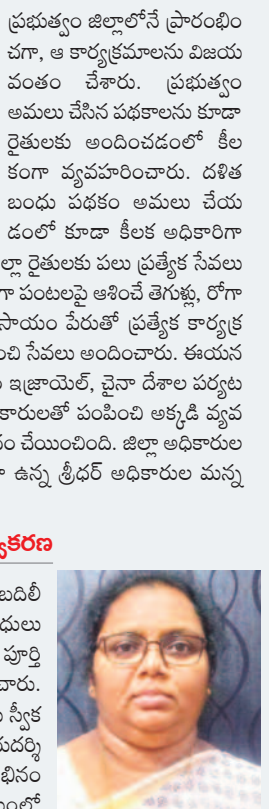 ప్రభుత్వం జిల్లాలోనే ప్రారంభిం
చగా, ఆ కార్యక్రమాలను విజయ
వంతం చేశారు. ప్రభుత్వం
అమలు చేసిన పథకాలను కూడా
రైతులకు అందించడంలో కీల
కంగా వ్యవహరించారు. దళిత
బంధు పథకం అమలు చేయ
డంలో కూడా కీలక అధికారిగా
ల్లా రైతులకు పలు ప్రత్యేక సేవలు
గా పంటలపై ఆశించే తెగుళ్లు, రోగా
సాయం పేరుతో ప్రత్యేక కార్యక్ర
ంచి సేవలు అందించారు. ఈయన
ఇజ్రాయెల్, చైనా దేశాల పర్యట
కారులతో పంపించి అక్కడి వ్యవ
నం చేయించింది. జిల్లా అధికారుల
ఉన్న శ్రీధర్ అధికారుల మన్న
కరణ
బదిలీ
ధులు
పూర్తి
చారు.
స్వీక
దర్శి
భినం